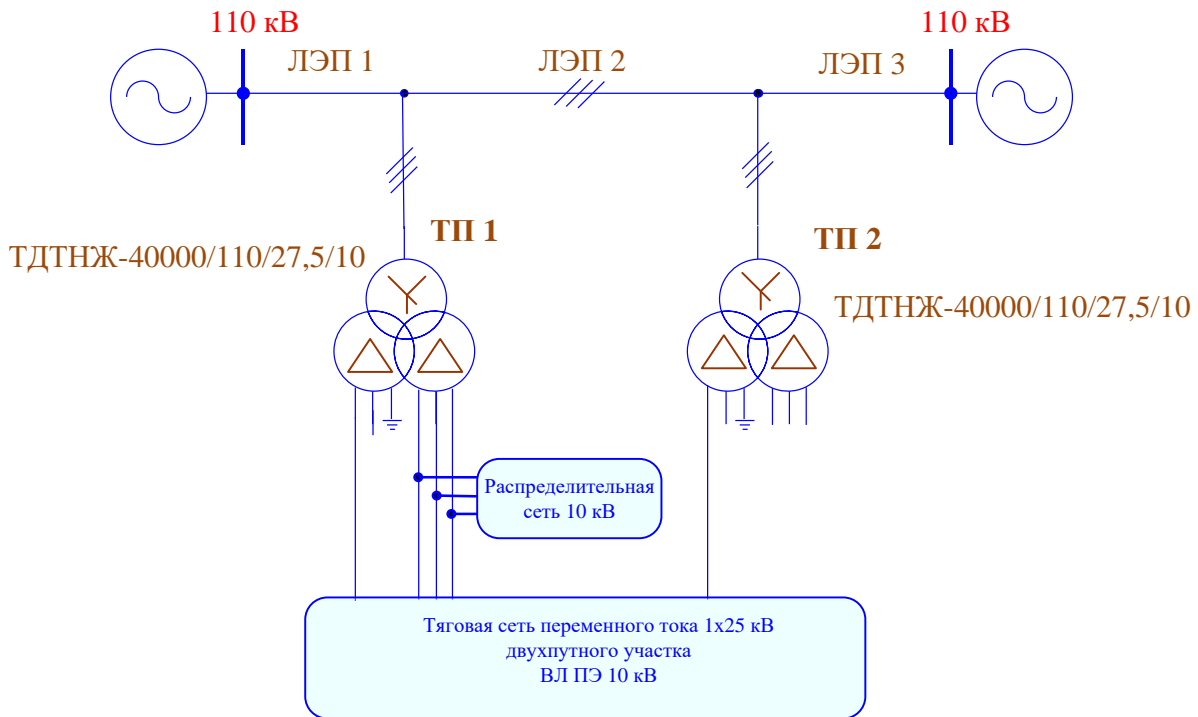 110 кВ
110 кВ
ЛЭП 1
ЛЭП 2
ЛЭП 3
ТП 1
ТП 2
ТДТНЖ-40000/110/27,5/10
ТДТНЖ-40000/110/27,5/10
Распределительная
сеть 10 кВ
Тяговая сеть переменного тока 1х25 кВ
двухпутного участка
ВЛ ПЭ 10 кВ